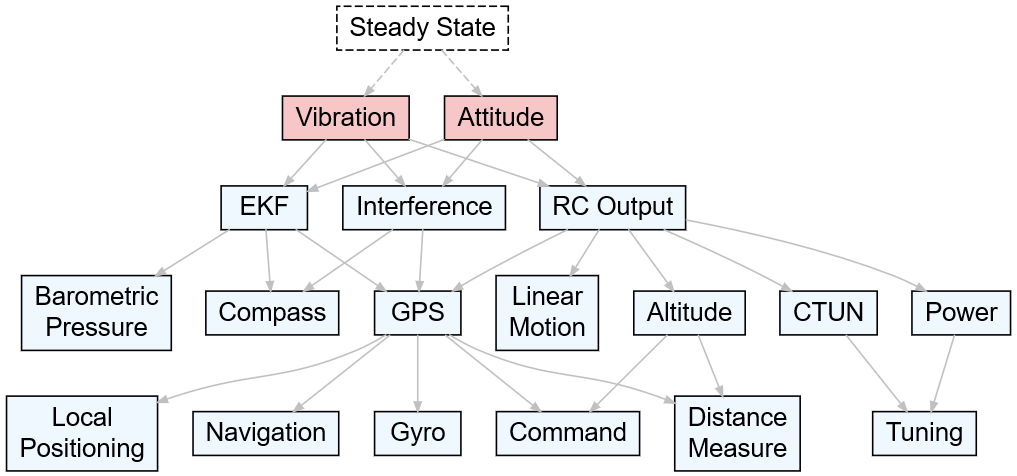 Steady State
Vibration
Attitude
EKF
Interference
RC Output
Barometric
Pressure
Compass
GPS
Linear
Motion
Altitude
CTUN
Power
Local
Positioning
Navigation
Gyro
Command
Distance
Measure
Tuning